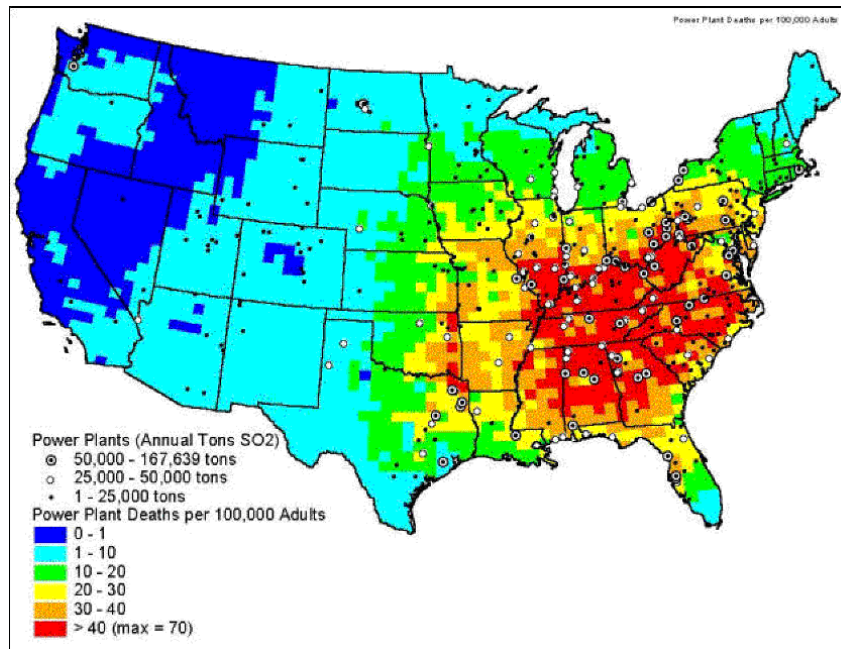 Power Plant Deaths per 100,000 Adults
Power Plants (Annual Tons SO2)
50,000 - 167,639 tons
25,000 - 50,000 tons
1 - 25,000 tons
Power Plant Deaths per 100,000 Adults
0 - 1
1 - 10
10 - 20
20 - 30
30 - 40
> 40 (max = 70)